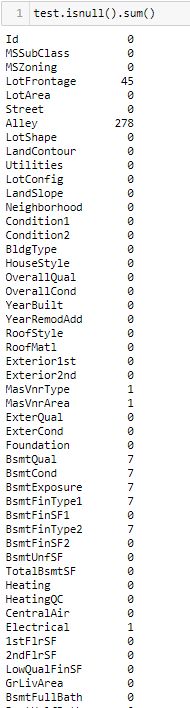 1 test.isnull().sum()
Id 0
MSSubClass 0
MSZoning 0
LotFrontage 45
LotArea 0
Street 0
Alley 278
LotShape 0
LandContour 0
Utilities 0
LotConfig 0
LandSlope 0
Neighborhood 0
Condition1 0
Condition2 0
BldgType 0
HouseStyle 0
OverallQual 0
OverallCond 0
YearBuilt 0
YearRemodAdd 0
RoofStyle 0
RoofMatl 0
Exterior1st 0
Exterior2nd 0
MasVnrType 1
MasVnrArea 1
ExterQual 0
ExterCond 0
Foundation 0
BsmtQual 7
BsmtCond 7
BsmtExposure 7
BsmtFinType1 7
BsmtFinSF1 0
BsmtFinType2 7
BsmtFinSF2 0
BsmtUnfSF 0
TotalBsmtSF 0
Heating 0
HeatingQC 0
CentralAir 0
Electrical 1
1stFlrSF 0
2ndFlrSF 0
LowQualFinSF 0
GrLivArea 0
BsmtFullBath 0